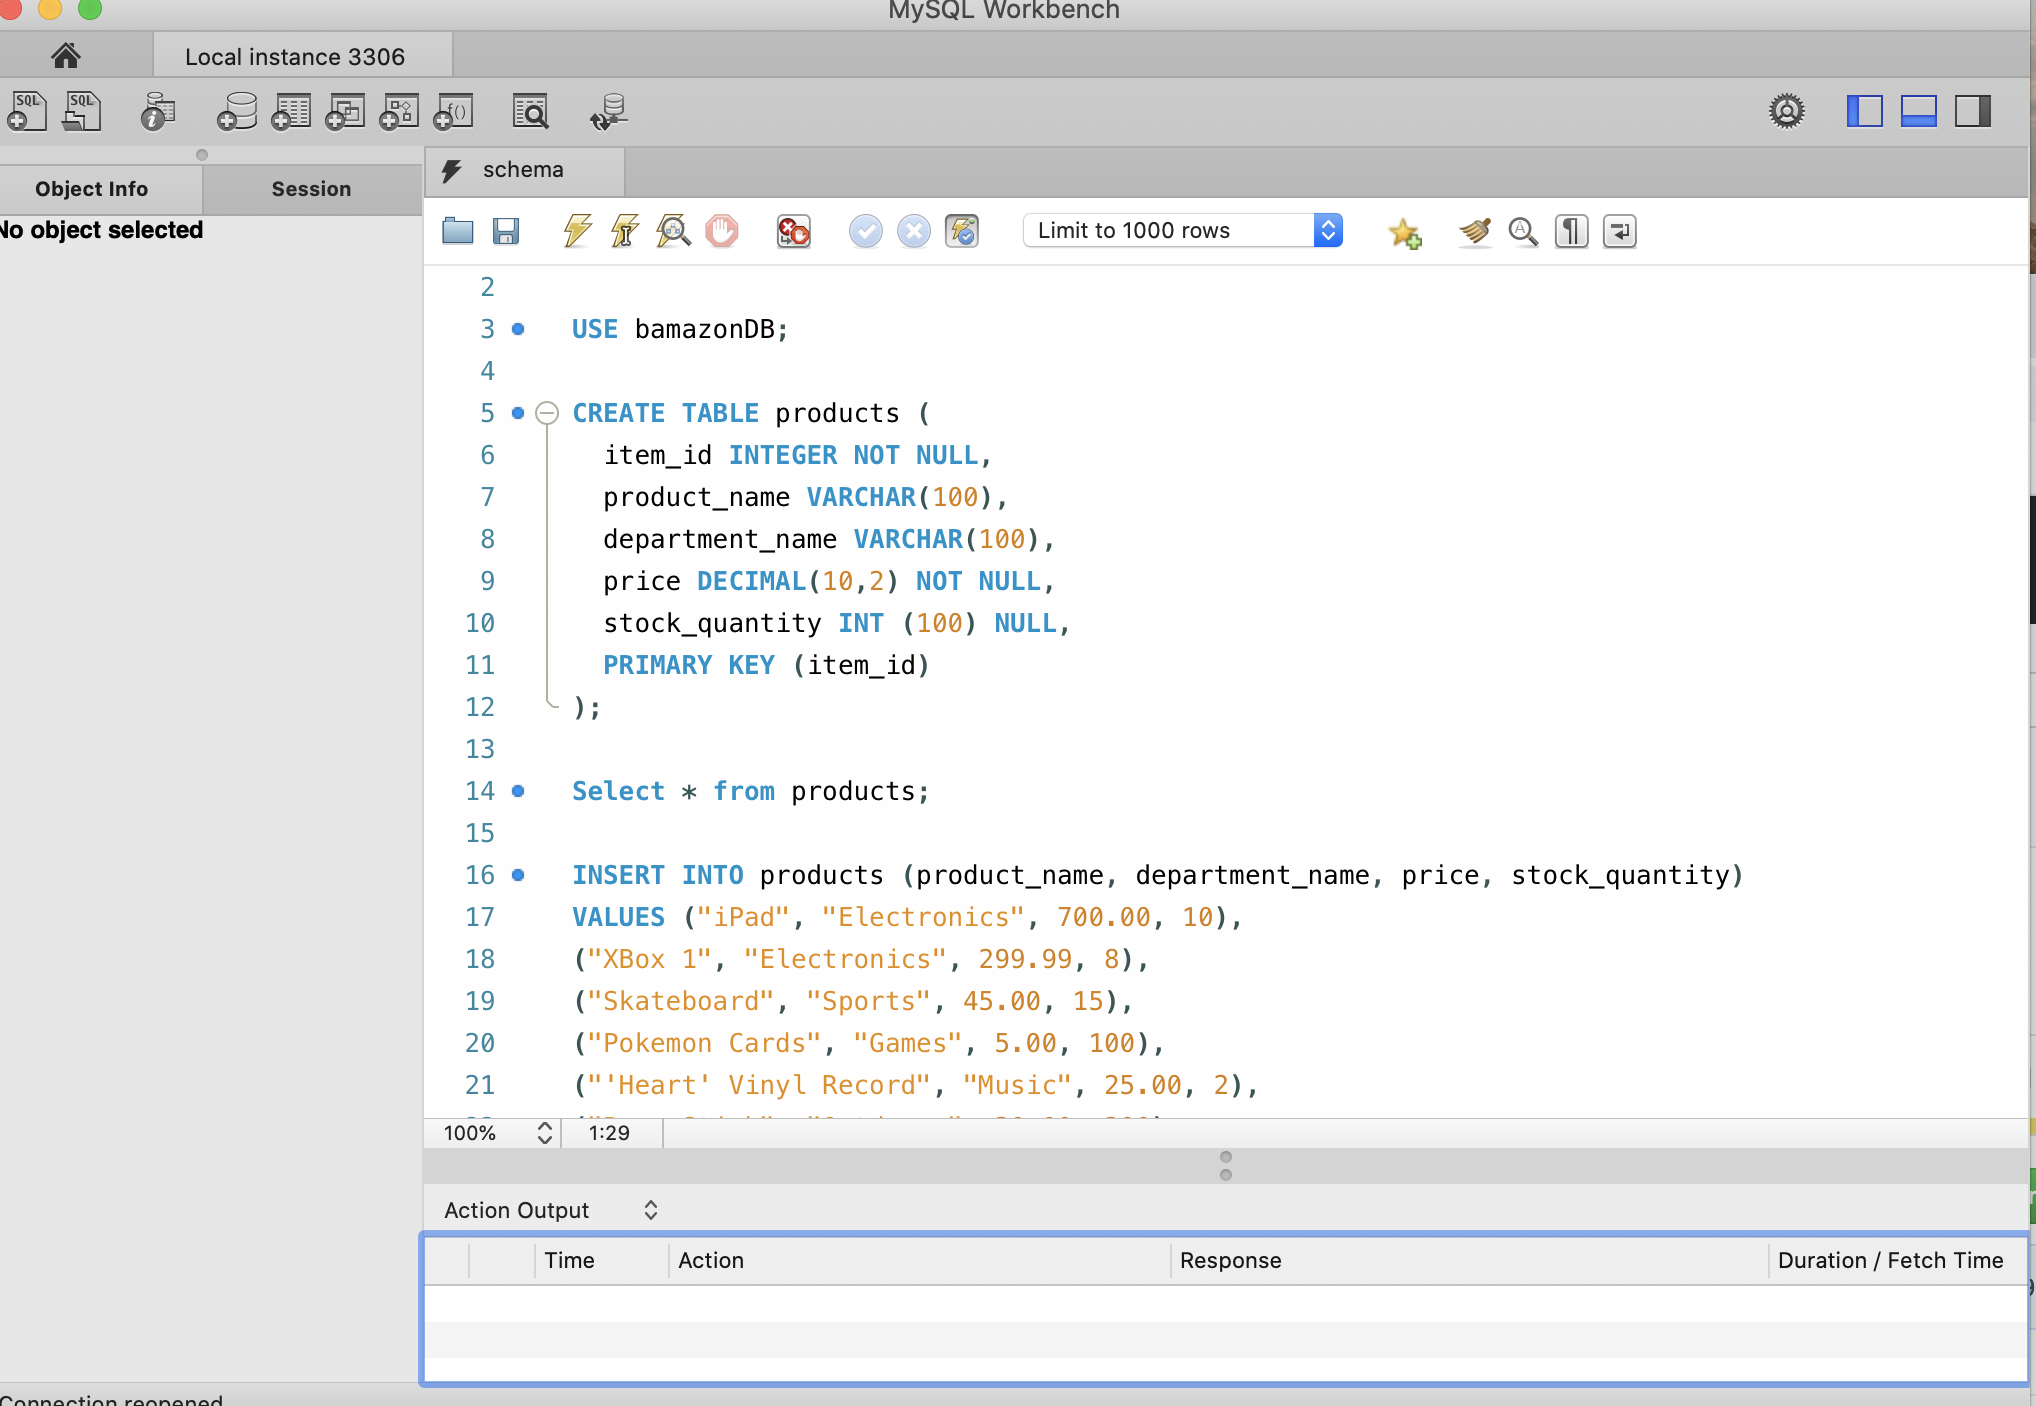 MySQL Workbench
Local instance 3306
SQL SQL
Object Info Session
No object selected
schema
Limit to 1000 rows
2
3 USE bamazonDB;
4
5 CREATE TABLE products (
6 item_id INTEGER NOT NULL,
7 product_name VARCHAR(100),
8 department_name VARCHAR(100),
9 price DECIMAL(10,2) NOT NULL,
10 stock_quantity INT (100) NULL,
11 PRIMARY KEY (item_id)
12 );
13
14 Select * from products;
15
16 INSERT INTO products (product_name, department_name, price, stock_quantity)
17 VALUES ("iPad", "Electronics", 700.00, 10),
18 ("XBox 1", "Electronics", 299.99, 8),
19 ("Skateboard", "Sports", 45.00, 15),
20 ("Pokemon Cards", "Games", 5.00, 100),
21 ("'Heart' Vinyl Record", "Music", 25.00, 2),
100% 1:29
Action Output
Time Action Response Duration / Fetch Time
Connection reopened